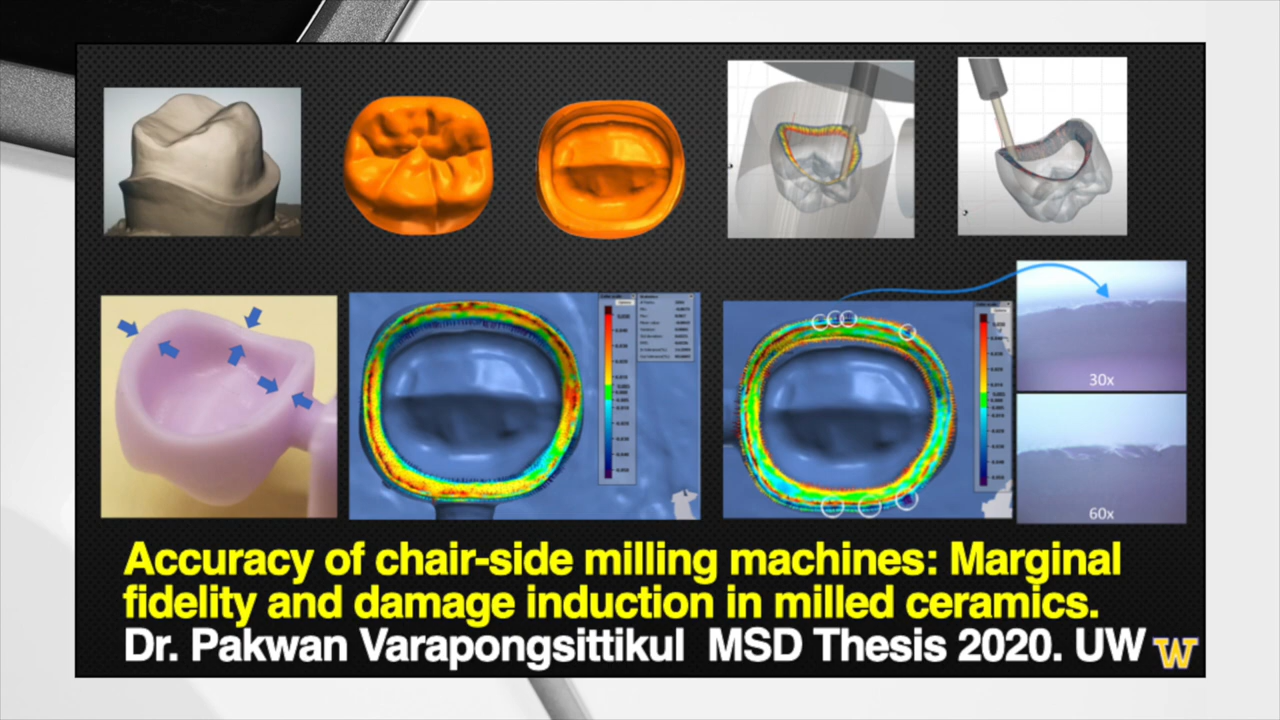 30x
60x
Accuracy of chair-side milling machines: Marginal
fidelity and damage induction in milled ceramics.
Dr. Pakwan Varapongsittikul MSD Thesis 2020. UW W